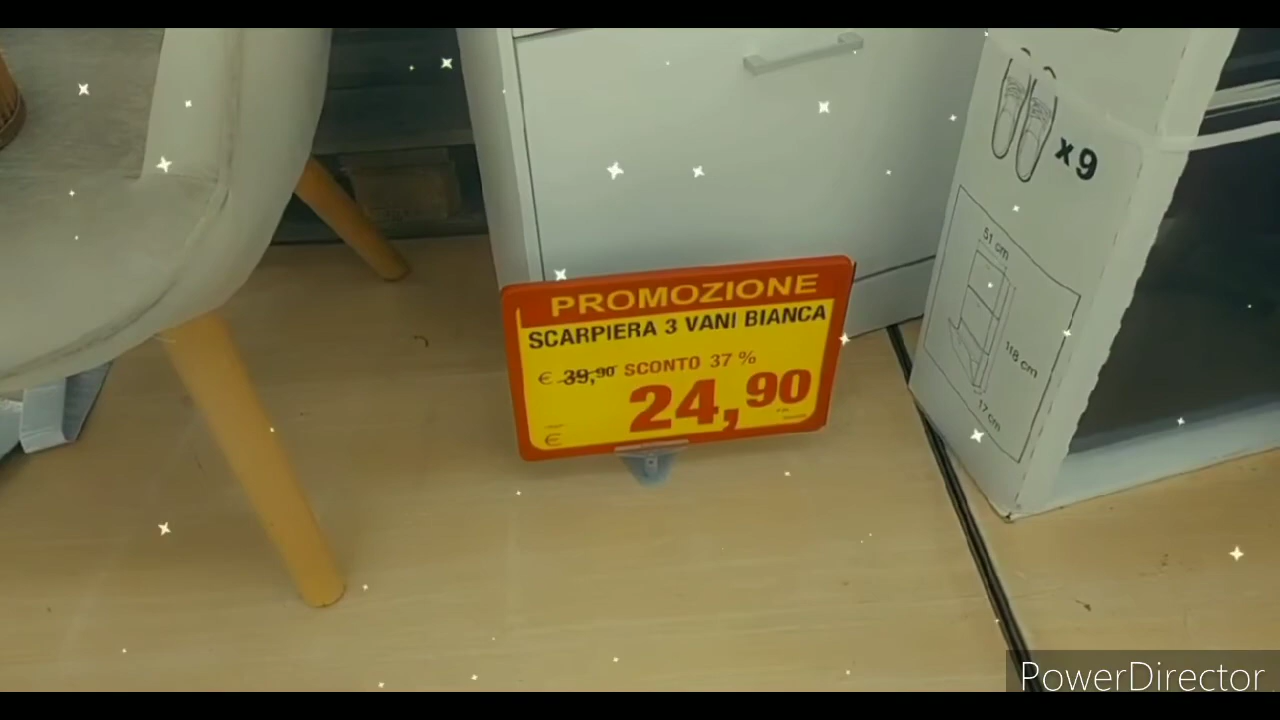 x9
51 cm
118 cm
17 cm
PROMOZIONE
SCARPIERA 3 VANI BIANCA
€ 39,90 SCONTO 37 %
24,90
€
PowerDirector